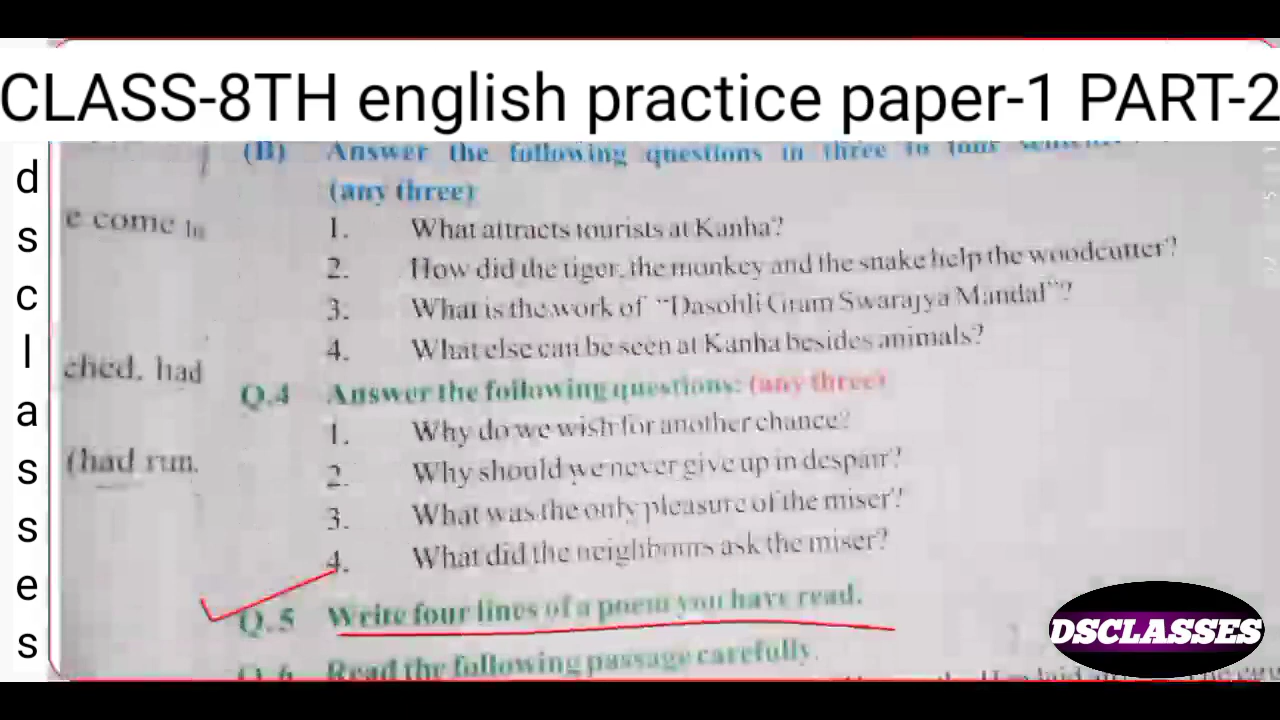 CLASS-8TH english practice paper-1 PART-2
d
s
c
l
a
s
s
e
s
e come
ched, had
(had run.
(B) Answer the following questions in three to four
(any three)
1. What attracts tourists at Kanha?
2. How did the tiger, the monkey and the snake help the woodcutter?
3. What is the work of "Dasohli Gram Swarajya Mandal"?
4. What else can be seen at Kanha besides animals?
Q.4 Answer the following questions: (any three)
1. Why do we wish for another chance?
2. Why should we never give up in despair?
3. What was the only pleasure of the miser?
4. What did the neighbours ask the miser?
Q.5 Write four lines of a poem you have read.
Q.6 Read the following passage carefully.
DSCLASSES